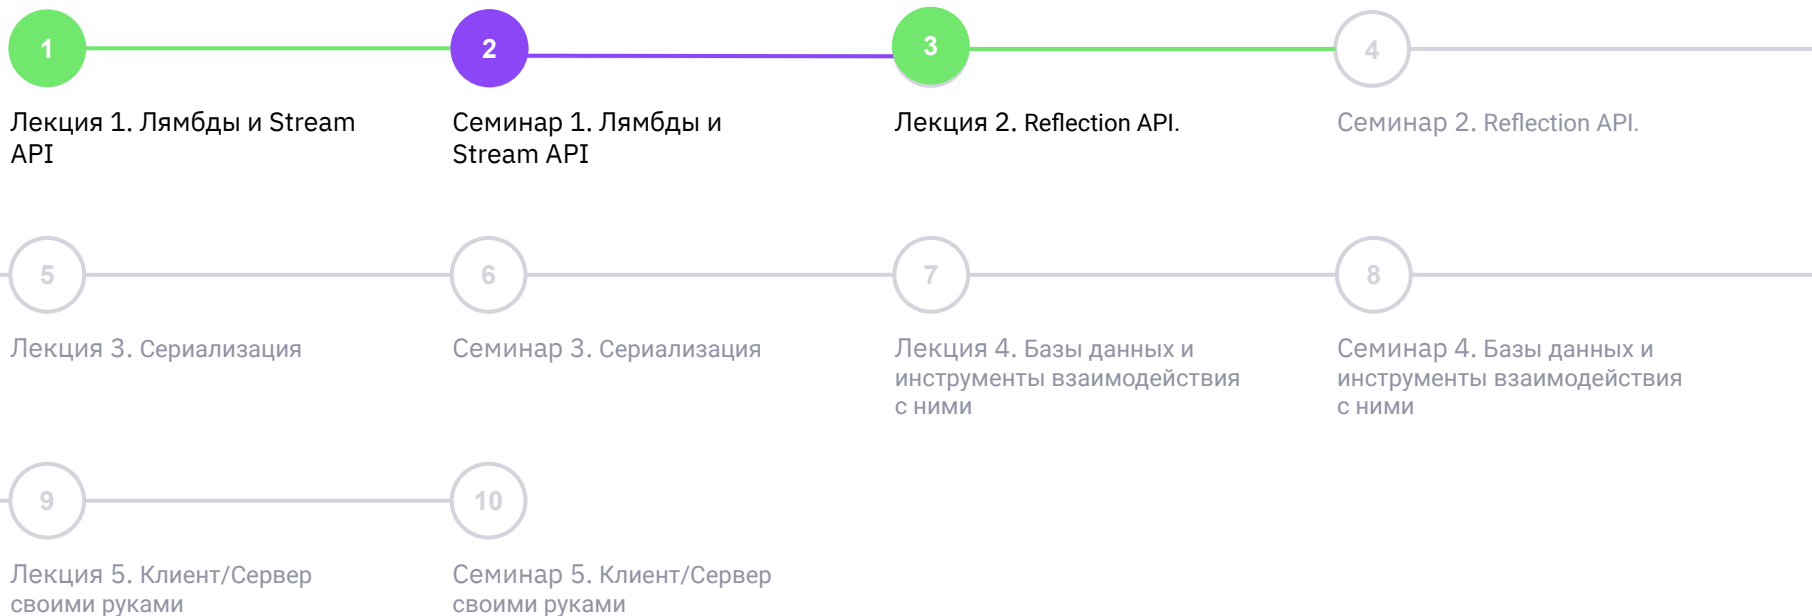 1
2
3
4
Лекция 1. Лямбды и Stream
API
Семинар 1. Лямбды и
Stream API
Лекция 2. Reflection API.
Семинар 2. Reflection API.
5
6
7
8
Лекция 3. Сериализация
Семинар 3. Сериализация
Лекция 4. Базы данных и
инструменты взаимодействия
с ними
Семинар 4. Базы данных и
инструменты взаимодействия
с ними
9
10
Лекция 5. Клиент/Сервер
своими руками
Семинар 5. Клиент/Сервер
своими руками